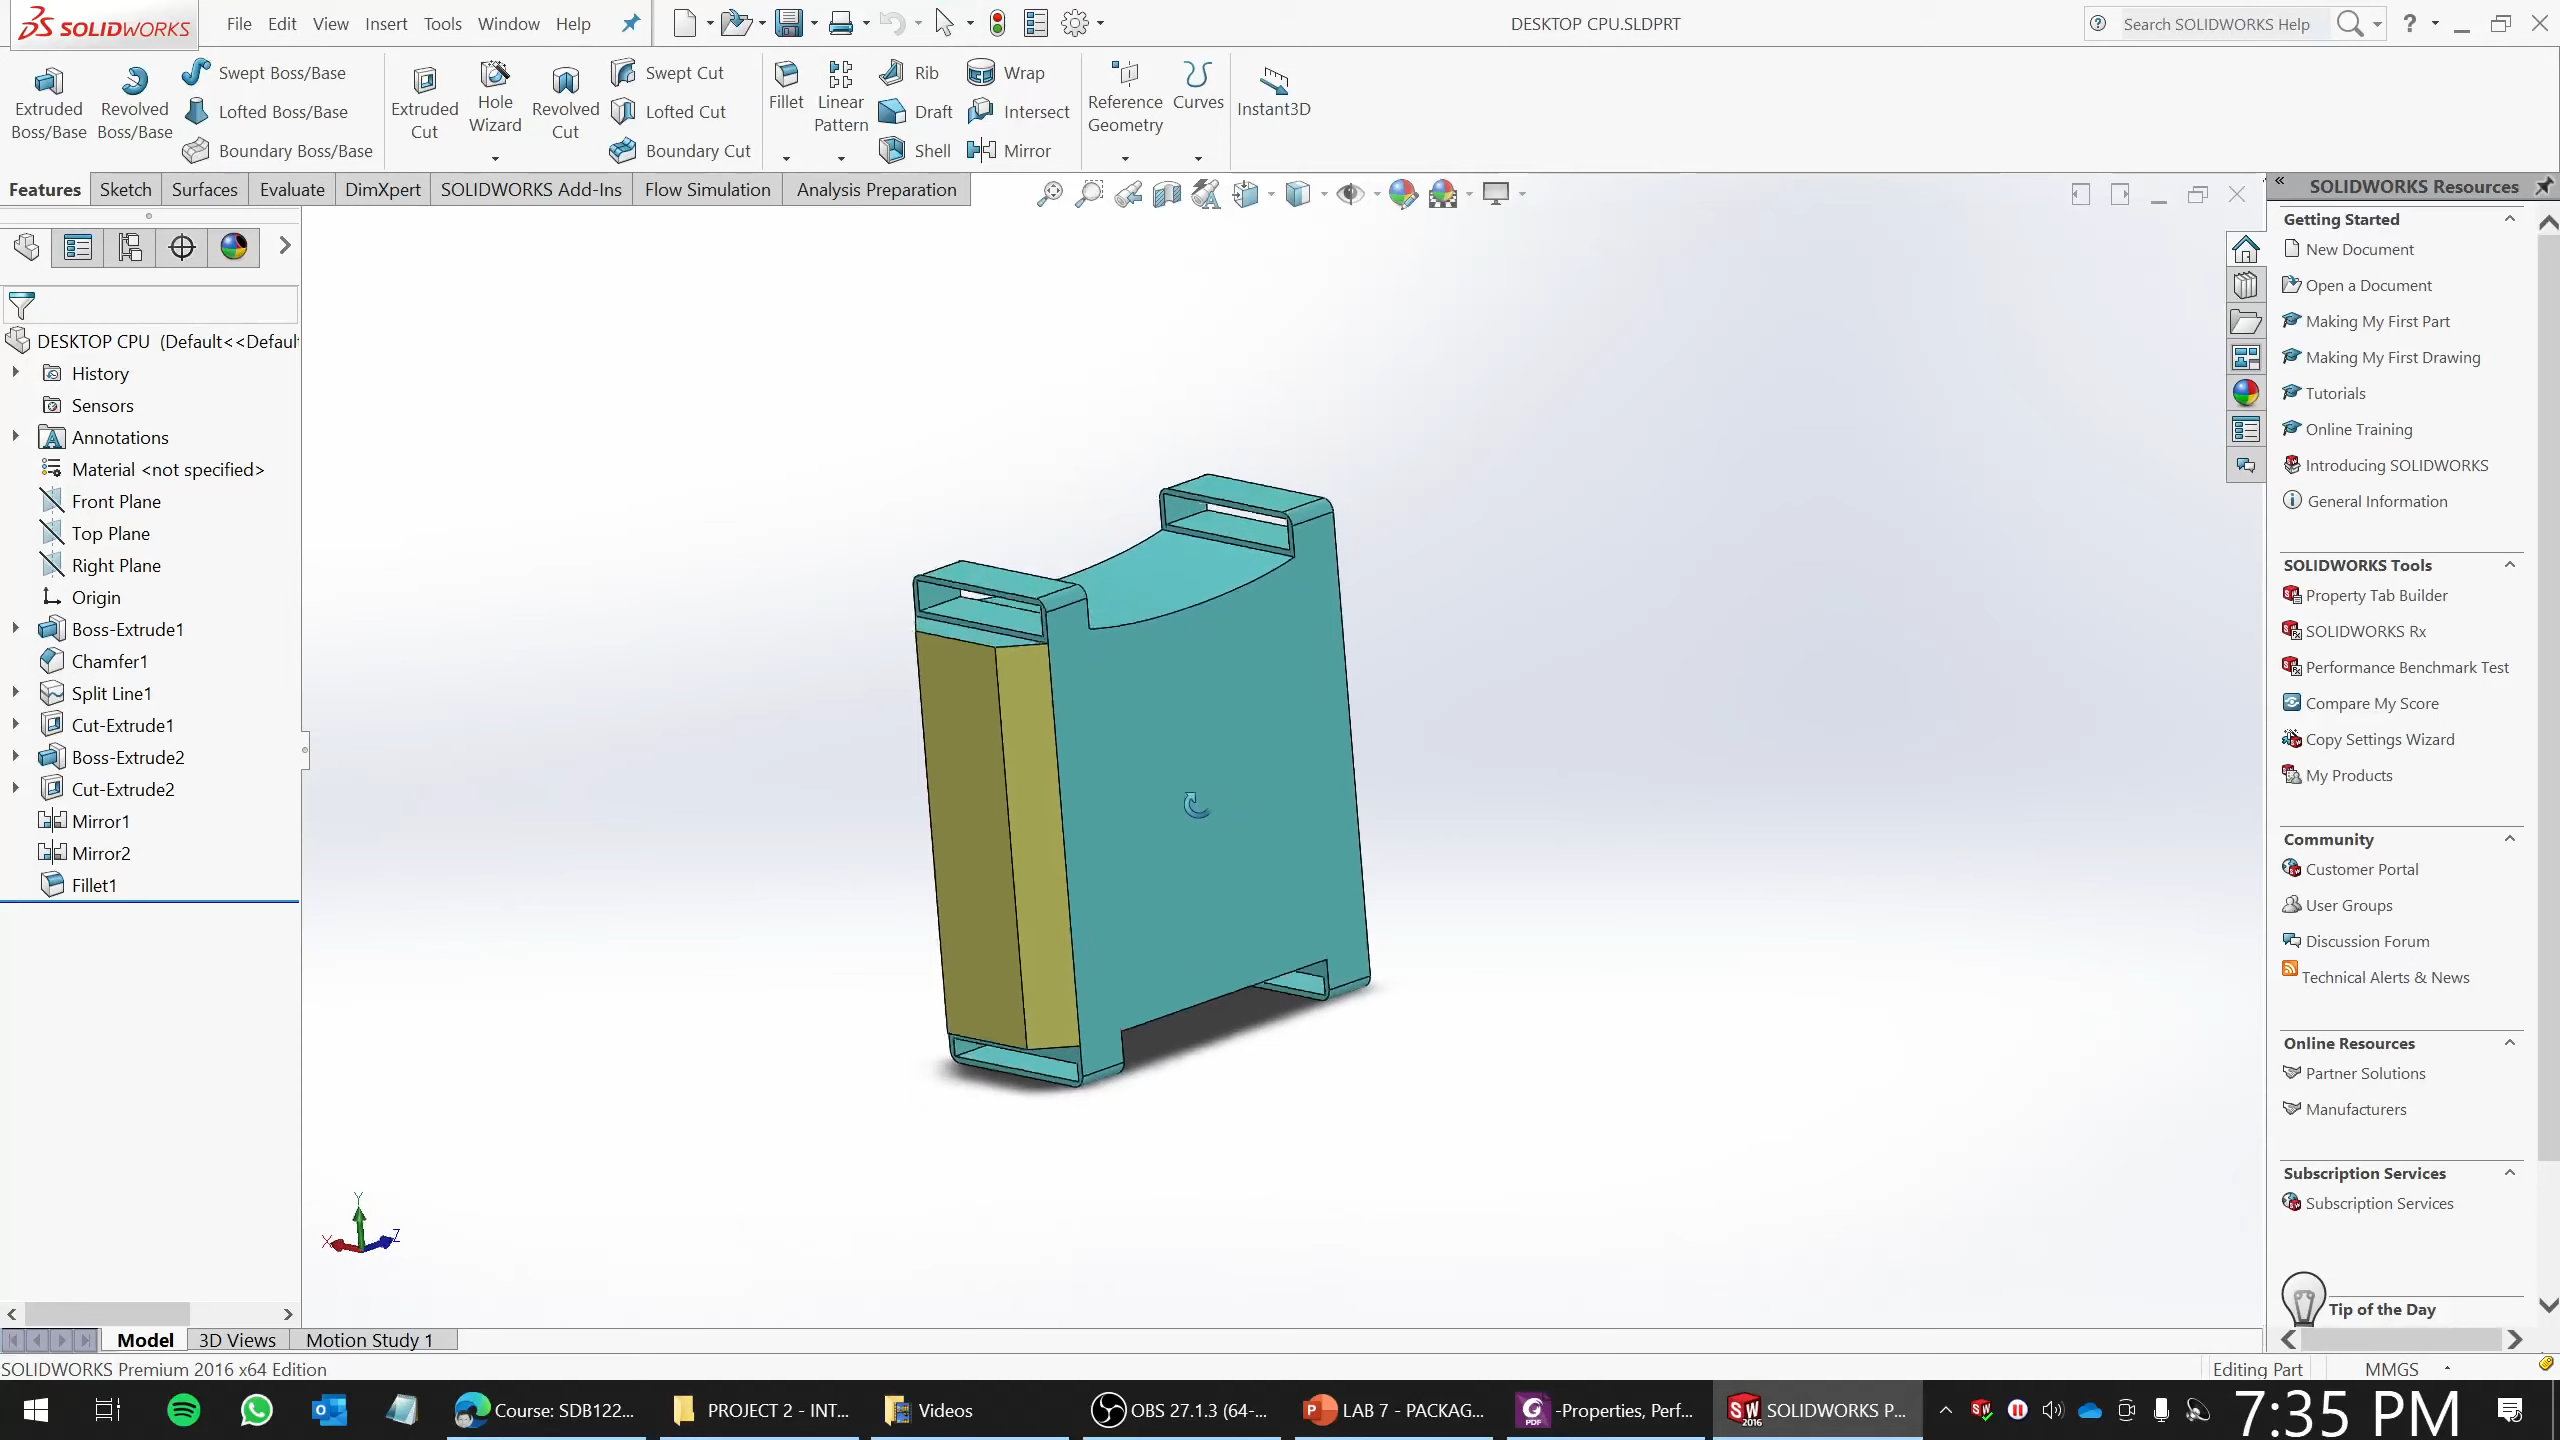 SOLIDWORKS File Edit View Insert Tools Window Help DESKTOP CPU.SLDPRT Search SOLIDWORKS Help ?
Extruded Boss/Base
Revolved Boss/Base
Swept Boss/Base
Lofted Boss/Base
Boundary Boss/Base
Extruded Cut
Hole Wizard
Revolved Cut
Swept Cut
Lofted Cut
Boundary Cut
Fillet
Linear Pattern
Rib
Draft
Shell
Wrap
Intersect
Mirror
Reference Geometry
Curves
Instant3D
Features Sketch Surfaces Evaluate DimXpert SOLIDWORKS Add-Ins Flow Simulation Analysis Preparation
DESKTOP CPU (Default<<Defaul
History
Sensors
Annotations
Material <not specified>
Front Plane
Top Plane
Right Plane
Origin
Boss-Extrude1
Chamfer1
Split Line1
Cut-Extrude1
Boss-Extrude2
Cut-Extrude2
Mirror1
Mirror2
Fillet1
Y
X
Z
SOLIDWORKS Resources
Getting Started
New Document
Open a Document
Making My First Part
Making My First Drawing
Tutorials
Online Training
Introducing SOLIDWORKS
General Information
SOLIDWORKS Tools
Property Tab Builder
SOLIDWORKS Rx
Performance Benchmark Test
Compare My Score
Copy Settings Wizard
My Products
Community
Customer Portal
User Groups
Discussion Forum
Technical Alerts & News
Online Resources
Partner Solutions
Manufacturers
Subscription Services
Subscription Services
Tip of the Day
Model 3D Views Motion Study 1
SOLIDWORKS Premium 2016 x64 Edition Editing Part MMGS
Course: SDB122... PROJECT 2 - INT... Videos OBS 27.1.3 (64-... LAB 7 - PACKAG... -Properties, Perf... SOLIDWORKS P... 7:35 PM